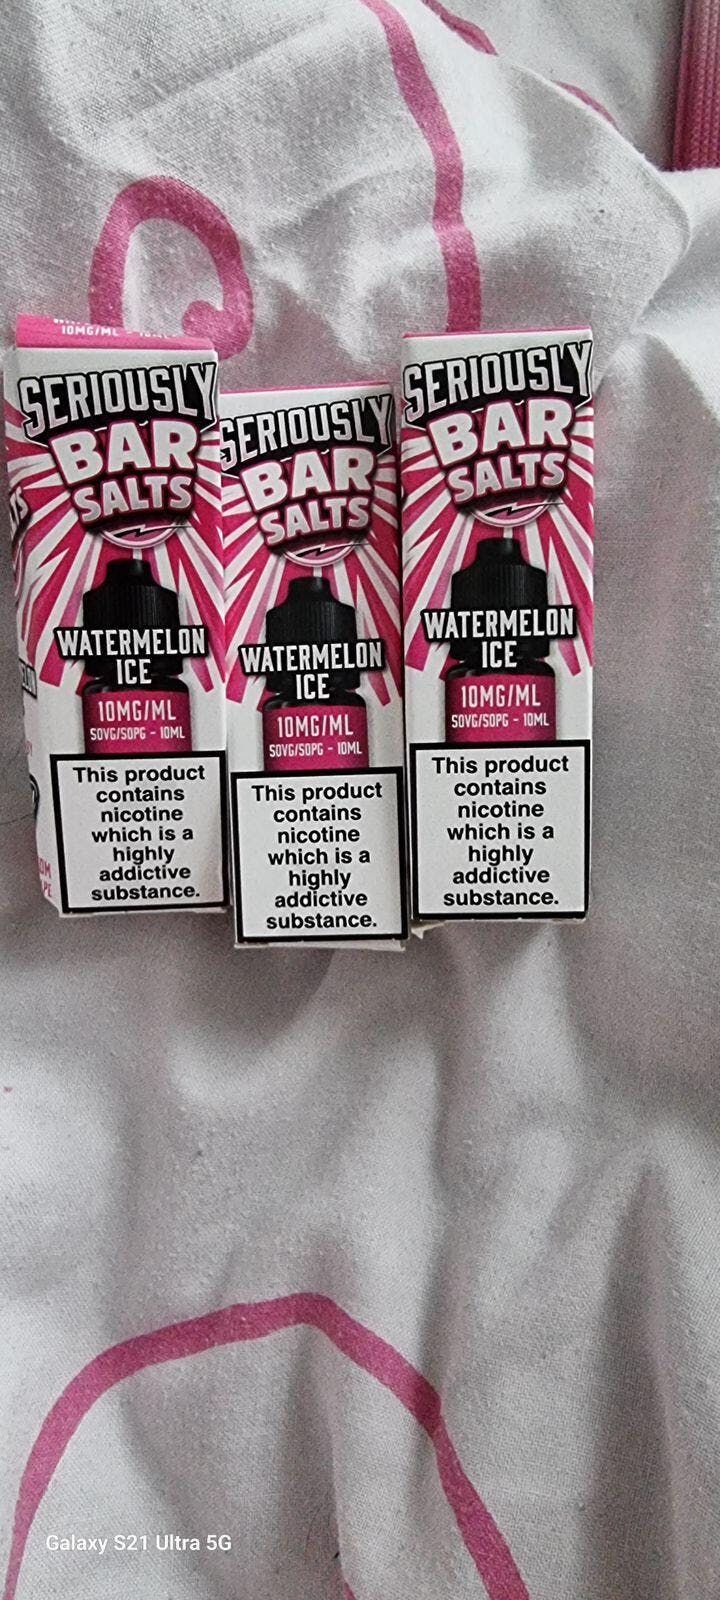 10MG/ML
SERIOUSLY
BAR
SALTS
WATERMELON
ICE
10MG/ML
50VG/50PG - 10ML
This product
contains
nicotine
which is a
highly
addictive
substance.
SERIOUSLY
BAR
SALTS
WATERMELON
ICE
10MG/ML
50VG/50PG - 10ML
This product
contains
nicotine
which is a
highly
addictive
substance.
SERIOUSLY
BAR
SALTS
WATERMELON
ICE
10MG/ML
50VG/50PG - 10ML
This product
contains
nicotine
which is a
highly
addictive
substance.
Galaxy S21 Ultra 5G